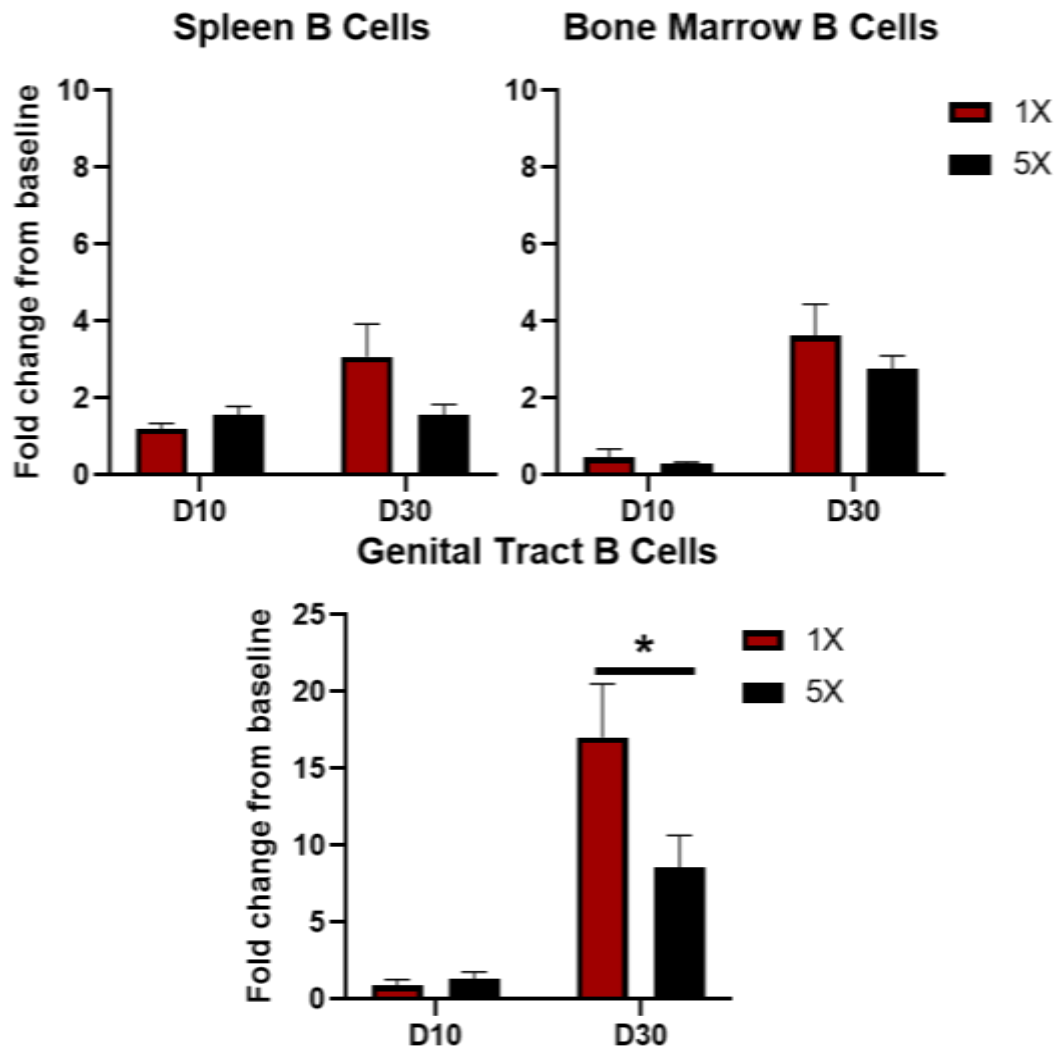 Spleen B Cells
Fold change from baseline
10
8
6
4
2
0
D10 D30
Bone Marrow B Cells
10
8
6
4
2
0
D10 D30
1X
5X
Genital Tract B Cells
Fold change from baseline
25
20
15
10
5
0
*
D10 D30
1X
5X